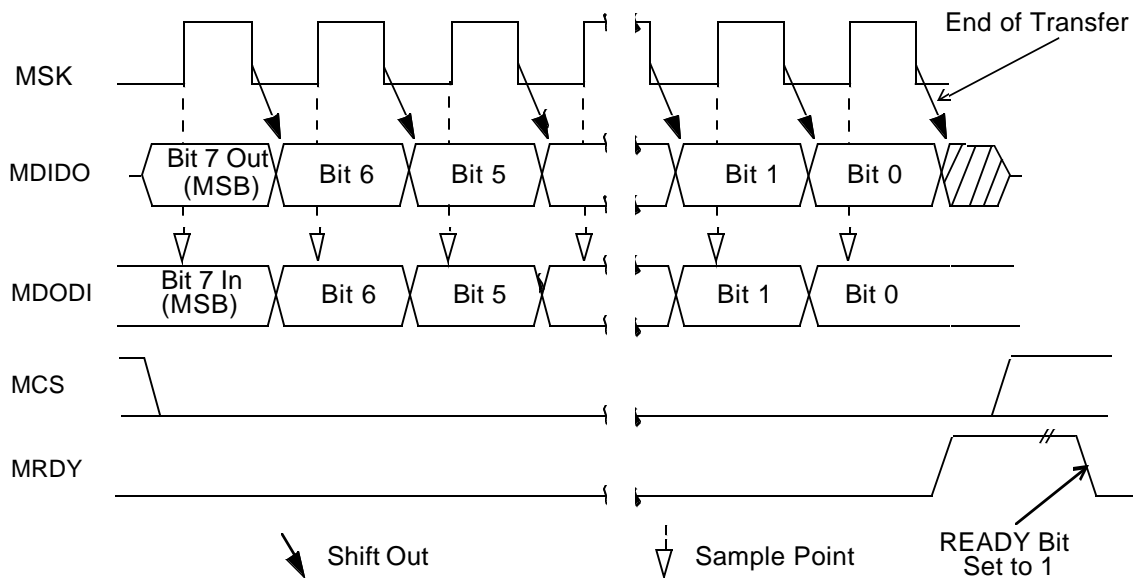 End of Transfer
MSK
MDIDO
Bit 7 Out
(MSB)
Bit 6
Bit 5
Bit 1
Bit 0
MDODI
Bit 7 In
(MSB)
Bit 6
Bit 5
Bit 1
Bit 0
MCS
MRDY
Shift Out
Sample Point
READY Bit
Set to 1